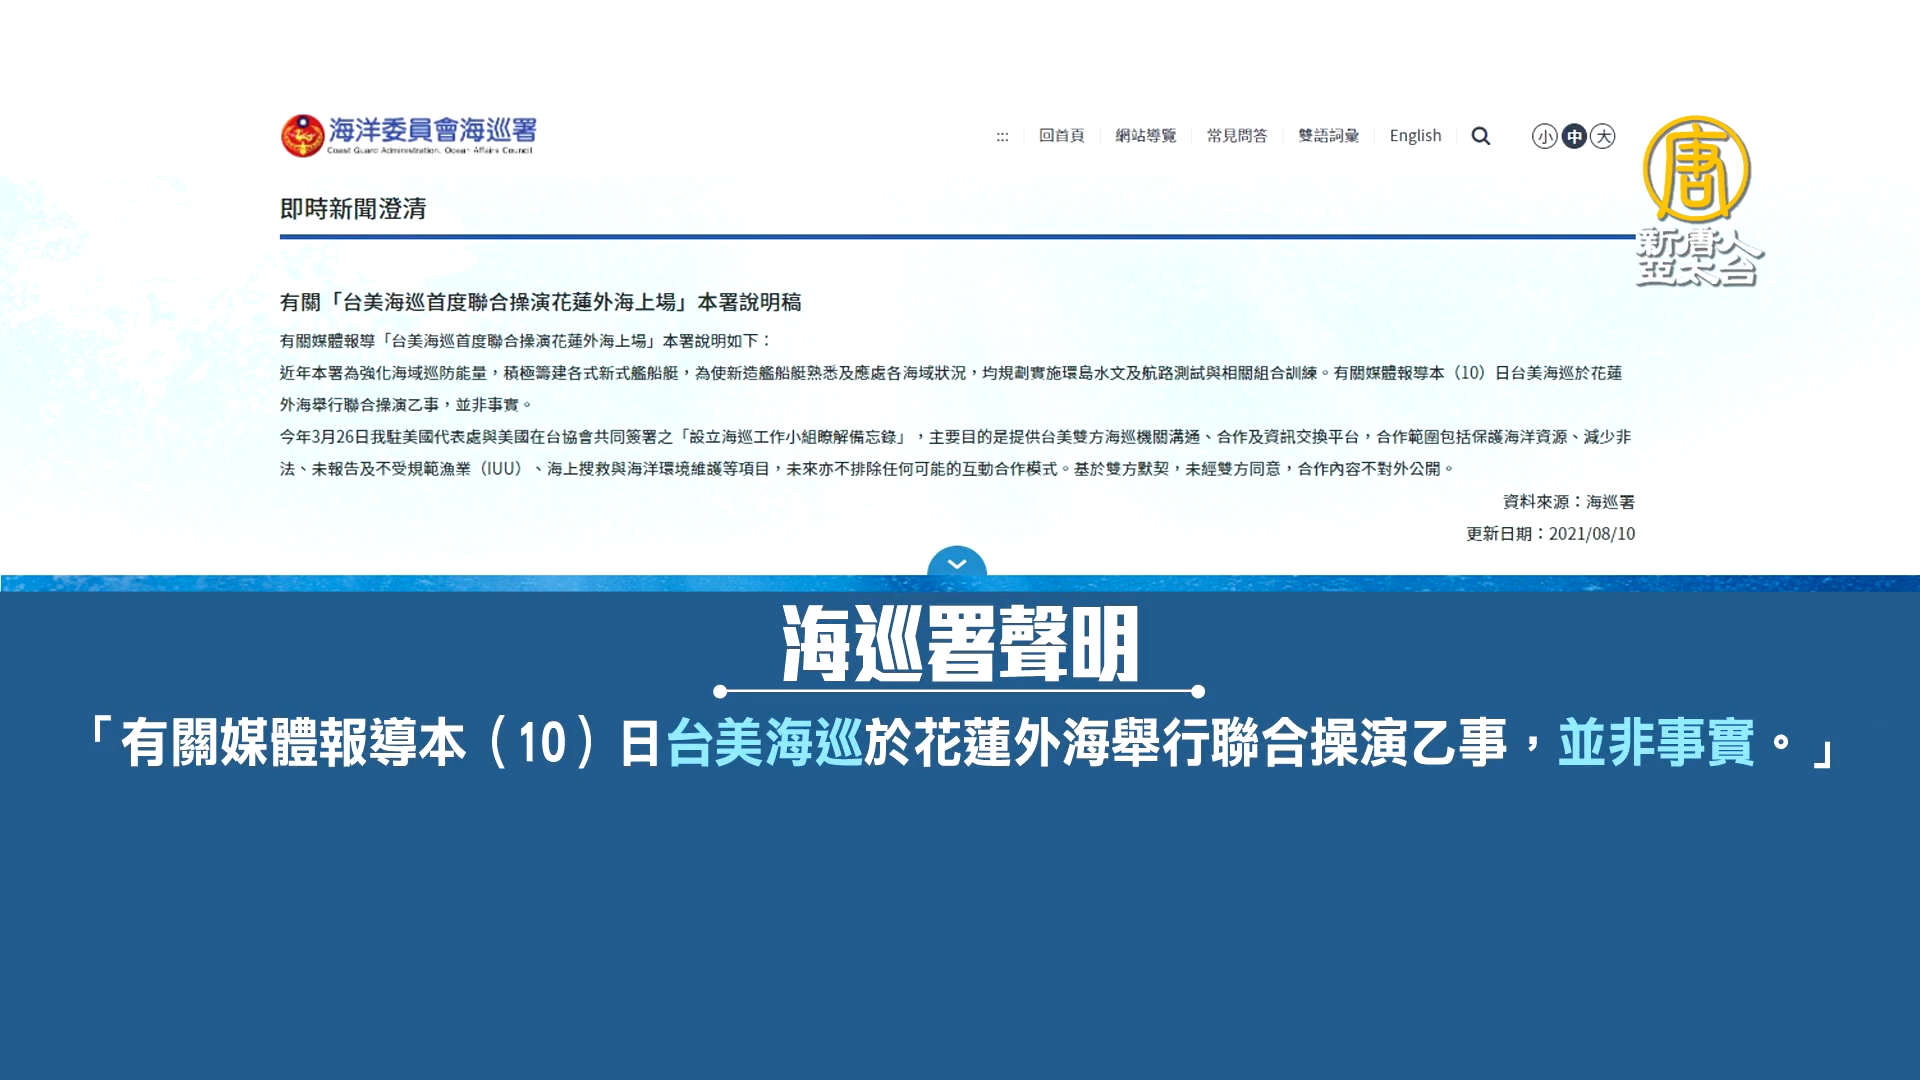 海洋委員會海巡署
Coast Guard Administration, Ocean Affairs Council
:::
回首頁
網站導覽
常見問答
雙語詞彙
English
小 中 大
唐
新唐人
亞太台
即時新聞澄清
有關「台美海巡首度聯合操演花蓮外海上場」本署說明稿
有關媒體報導「台美海巡首度聯合操演花蓮外海上場」本署說明如下：
近年本署為強化海域巡防能量，積極籌建各式新式艦船艇，為使新造艦船艇熟悉及應處各海域狀況，均規劃實施環島水文及航路測試與相關組合訓練。有關媒體報導本（10）日台美海巡於花蓮
外海舉行聯合操演乙事，並非事實。
今年3月26日我駐美國代表處與美國在台協會共同簽署之「設立海巡工作小組瞭解備忘錄」，主要目的是提供台美雙方海巡機關溝通、合作及資訊交換平台，合作範圍包括保護海洋資源、減少非
法、未報告及不受規範漁業（IUU）、海上搜救與海洋環境維護等項目，未來亦不排除任何可能的互動合作模式。基於雙方默契，未經雙方同意，合作內容不對外公開。
資料來源：海巡署
更新日期：2021/08/10
海巡署聲明
「有關媒體報導本（10）日台美海巡於花蓮外海舉行聯合操演乙事，並非事實。」